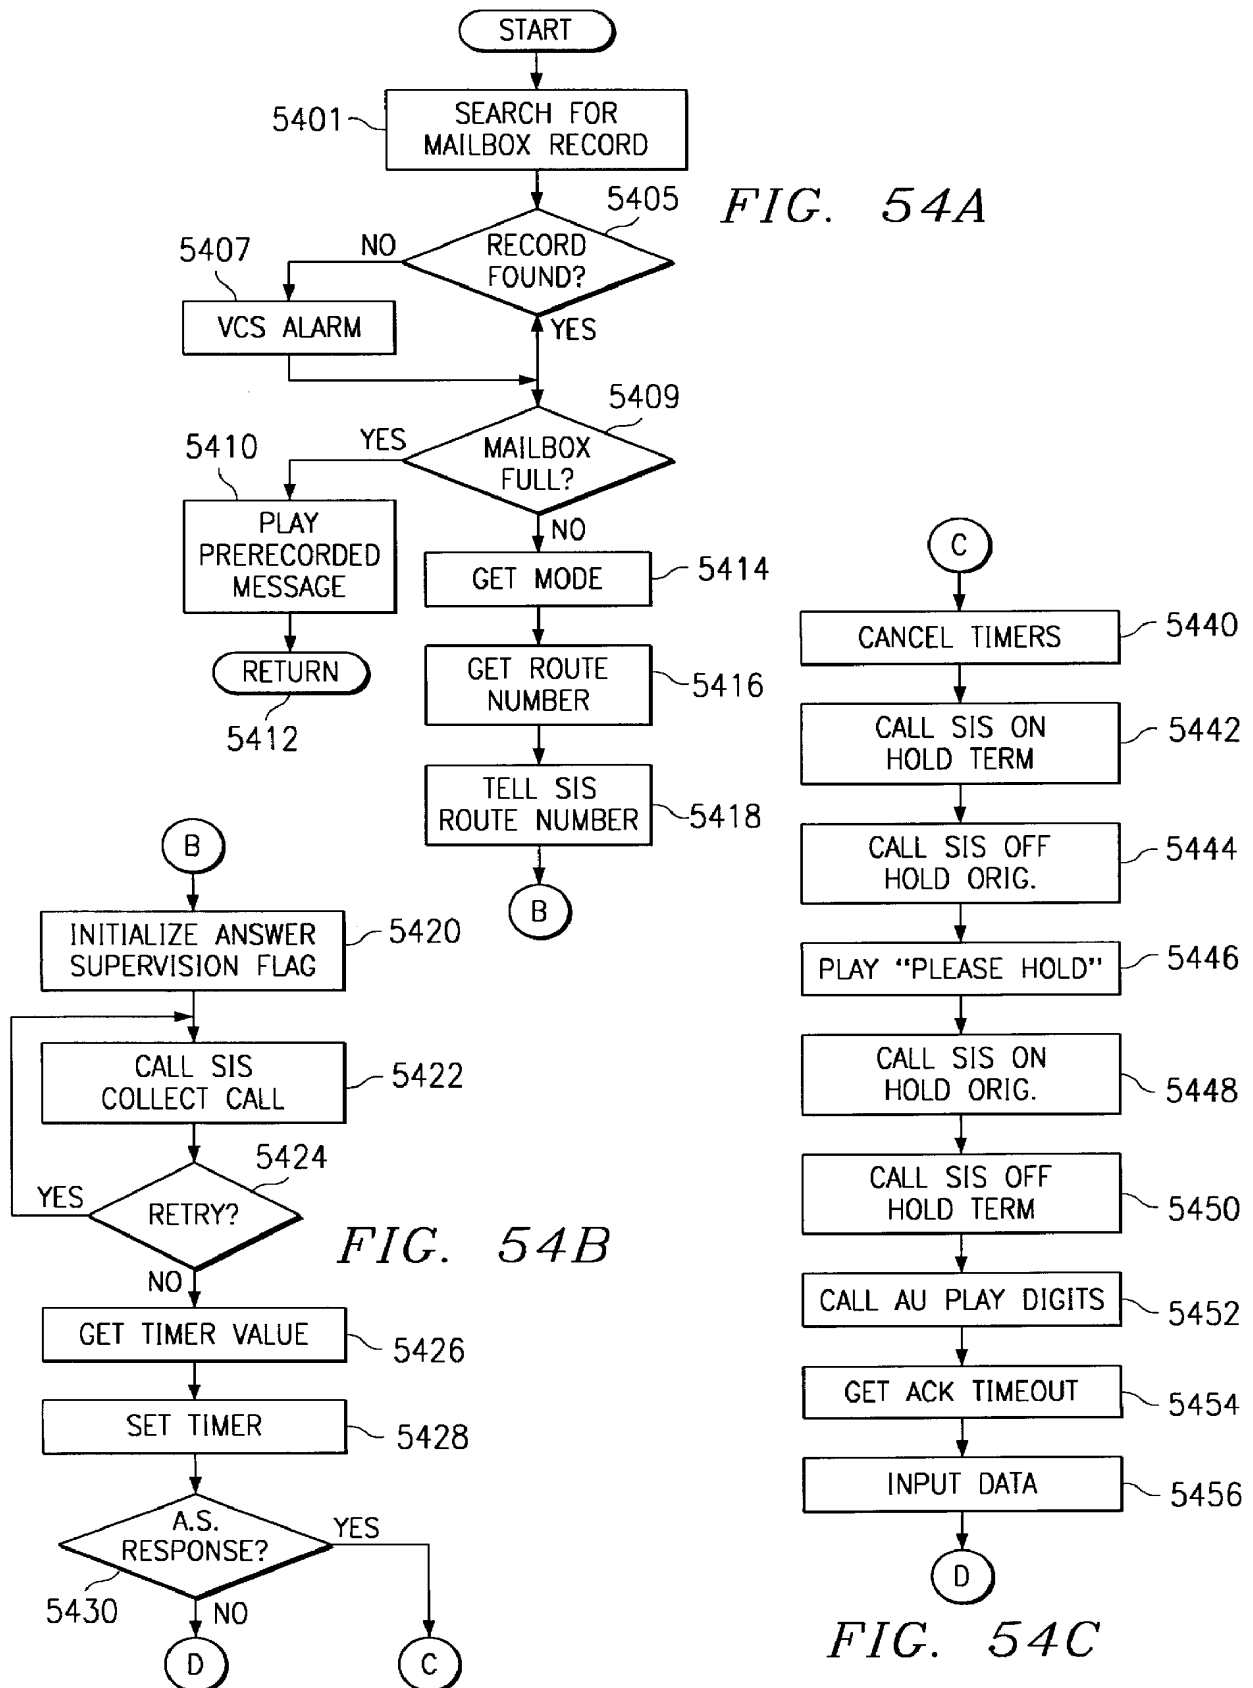 START
5401
SEARCH FOR
MAILBOX RECORD
FIG. 54A
5405
RECORD
FOUND?
NO
YES
5407
VCS ALARM
5409
MAILBOX
FULL?
YES
NO
5410
PLAY
PRERECORDED
MESSAGE
RETURN
5412
GET MODE
5414
GET ROUTE
NUMBER
5416
TELL SIS
ROUTE NUMBER
5418
B
B
INITIALIZE ANSWER
SUPERVISION FLAG
5420
CALL SIS
COLLECT CALL
5422
5424
RETRY?
YES
NO
FIG. 54B
GET TIMER VALUE
5426
SET TIMER
5428
A.S.
RESPONSE?
YES
5430
NO
D
C
C
CANCEL TIMERS
5440
CALL SIS ON
HOLD TERM
5442
CALL SIS OFF
HOLD ORIG.
5444
PLAY “PLEASE HOLD”
5446
CALL SIS ON
HOLD ORIG.
5448
CALL SIS OFF
HOLD TERM
5450
CALL AU PLAY DIGITS
5452
GET ACK TIMEOUT
5454
INPUT DATA
5456
D
FIG. 54C